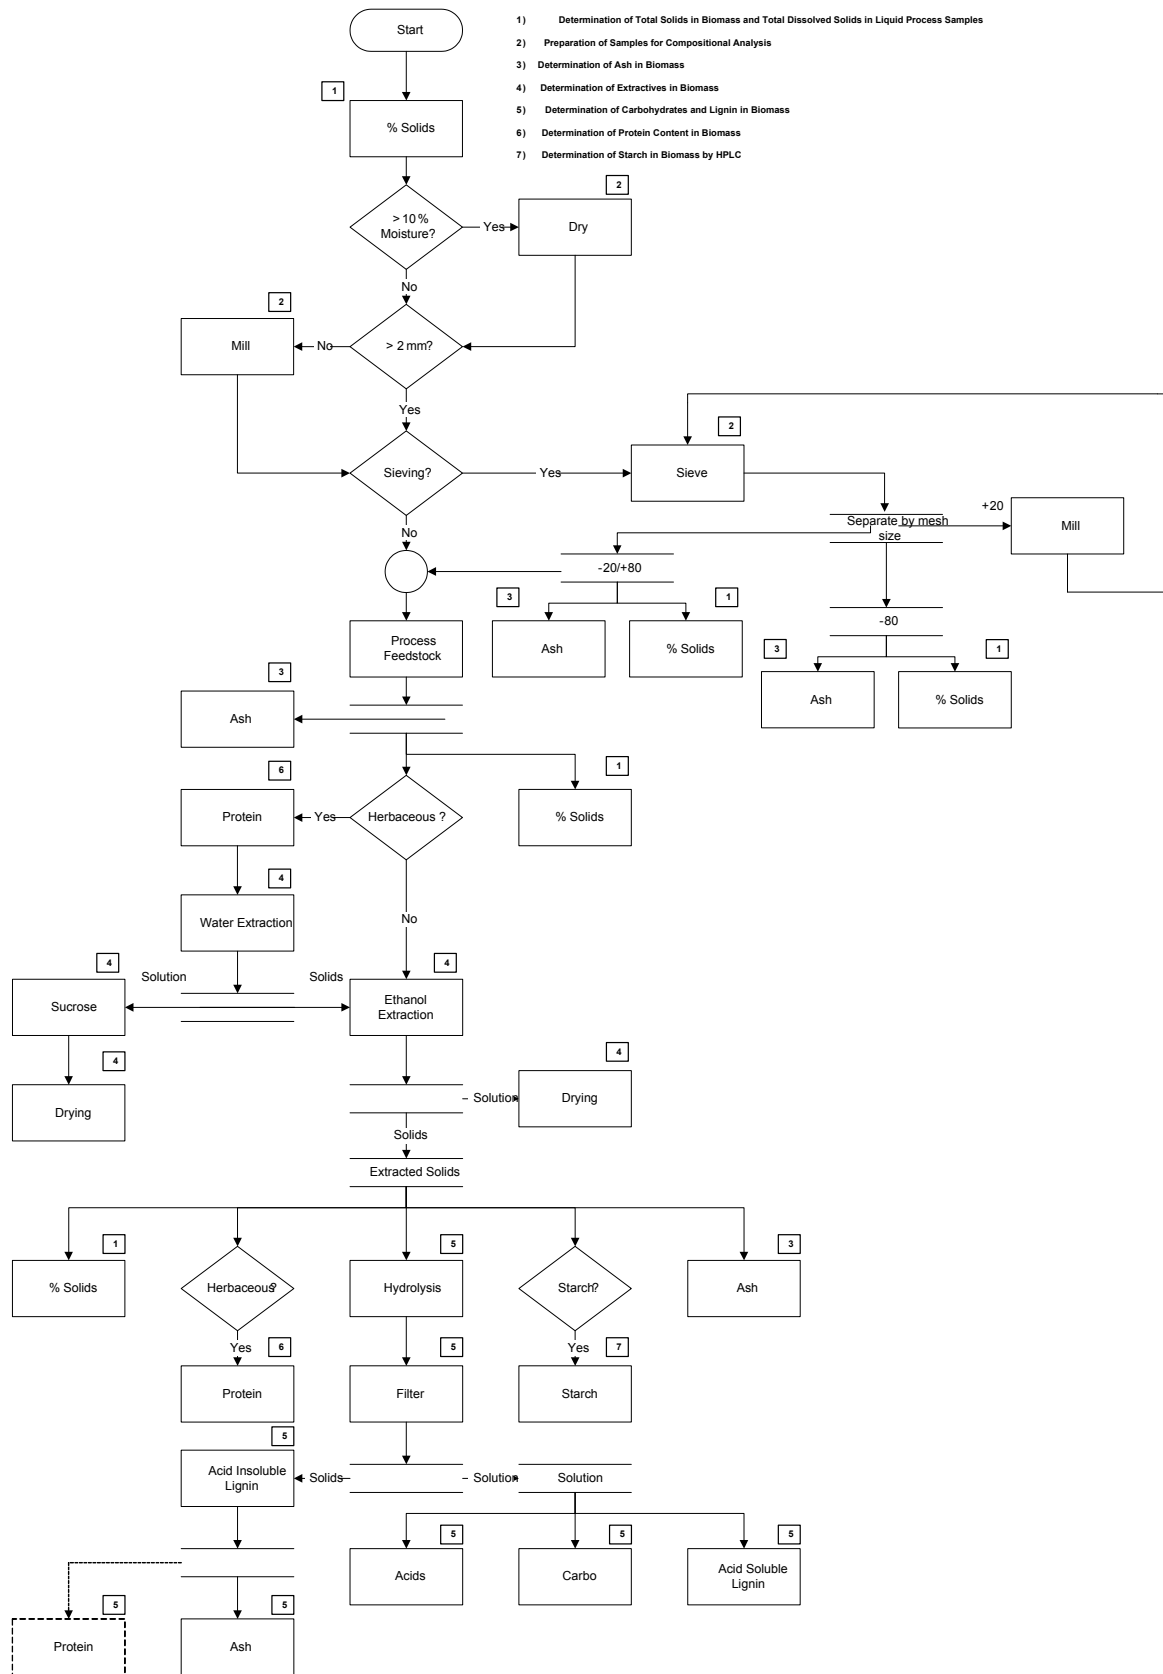 Start
1) Determination of Total Solids in Biomass and Total Dissolved Solids in Liquid Process Samples
2) Preparation of Samples for Compositional Analysis
3) Determination of Ash in Biomass
4) Determination of Extractives in Biomass
5) Determination of Carbohydrates and Lignin in Biomass
6) Determination of Protein Content in Biomass
7) Determination of Starch in Biomass by HPLC
1
% Solids
2
> 10 %
Moisture?
Yes
Dry
No
2
Mill
No
> 2 mm?
Yes
2
Sieving?
Yes
Sieve
No
Separate by mesh
size
+20
Mill
-20/+80
3
Ash
1
% Solids
-80
3
Ash
1
% Solids
Process
Feedstock
3
Ash
6
Protein
Yes
Herbaceous ?
1
% Solids
4
Water Extraction
No
4
Sucrose
Solution
Solids
4
Ethanol
Extraction
4
Drying
Solution
4
Drying
Solids
Extracted Solids
1
% Solids
Herbaceous?
5
Hydrolysis
Starch?
3
Ash
Yes
6
Protein
5
Filter
Yes
7
Starch
5
Acid Insoluble
Lignin
Solids
Solution
Solution
5
Acids
5
Carbo
5
Acid Soluble
Lignin
5
Protein
5
Ash